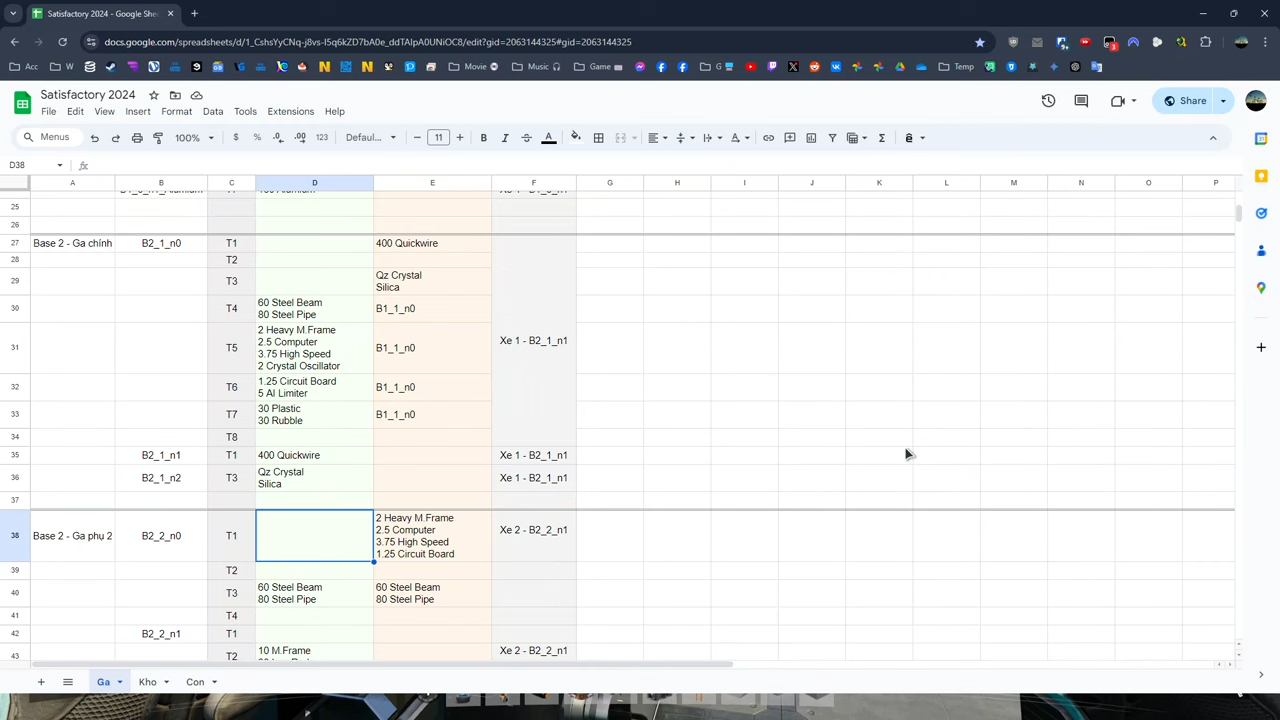 Satisfactory 2024 - Google She
docs.google.com/spreadsheets/d/1_CshsYyCNq-j8vs-I5q6kZD7bA0e_ddTAIpA0UNiOC8/edit?gid=2063144325#gid=2063144325
Acc
W
Movie
Music
Game
G
Temp
Satisfactory 2024
File Edit View Insert Format Data Tools Extensions Help
Share
Menus
100%
$ % .0 .00 123
Defaul...
11
D38
A B C D E F G H I J K L M N O P
25
26
27 Base 2 - Ga chính B2_1_n0 T1 400 Quickwire
28 T2
29 T3 Qz Crystal
Silica
30 T4 60 Steel Beam B1_1_n0
80 Steel Pipe
31 T5 2 Heavy M.Frame B1_1_n0 Xe 1 - B2_1_n1
2.5 Computer
3.75 High Speed
2 Crystal Oscillator
32 T6 1.25 Circuit Board B1_1_n0
5 AI Limiter
33 T7 30 Plastic B1_1_n0
30 Rubble
34 T8
35 B2_1_n1 T1 400 Quickwire Xe 1 - B2_1_n1
36 B2_1_n2 T3 Qz Crystal Xe 1 - B2_1_n1
Silica
37
38 Base 2 - Ga phụ 2 B2_2_n0 T1 2 Heavy M.Frame Xe 2 - B2_2_n1
2.5 Computer
3.75 High Speed
1.25 Circuit Board
39 T2
40 T3 60 Steel Beam 60 Steel Beam
80 Steel Pipe 80 Steel Pipe
41 T4
42 B2_2_n1 T1
43 T2 10 M.Frame Xe 2 - B2_2_n1
Ga Kho Con